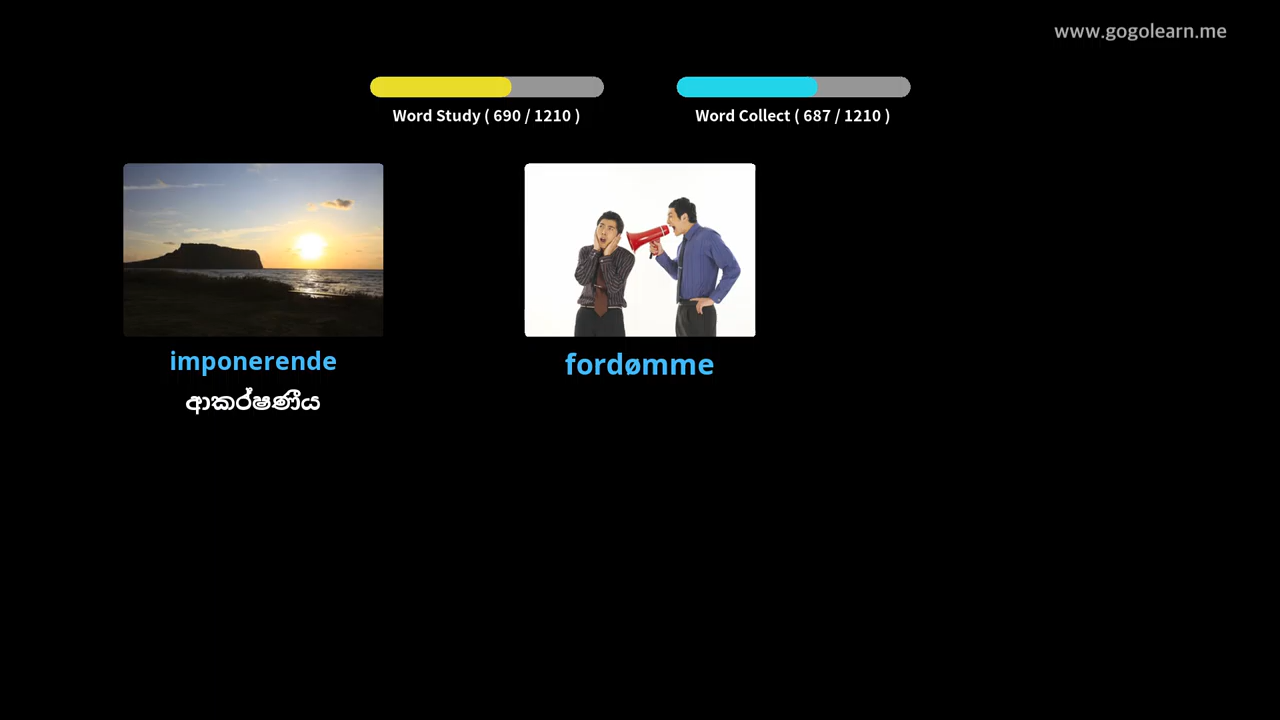 www.gogolearn.me
Word Study ( 690 / 1210 )
Word Collect ( 687 / 1210 )
imponerende
ආකර්ෂණීය
fordømme